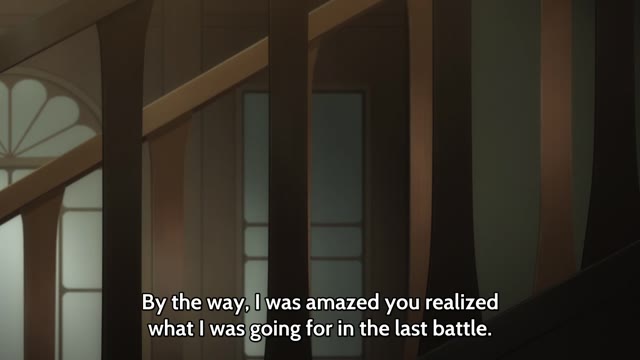 By the way, I was amazed you realized
what I was going for in the last battle.